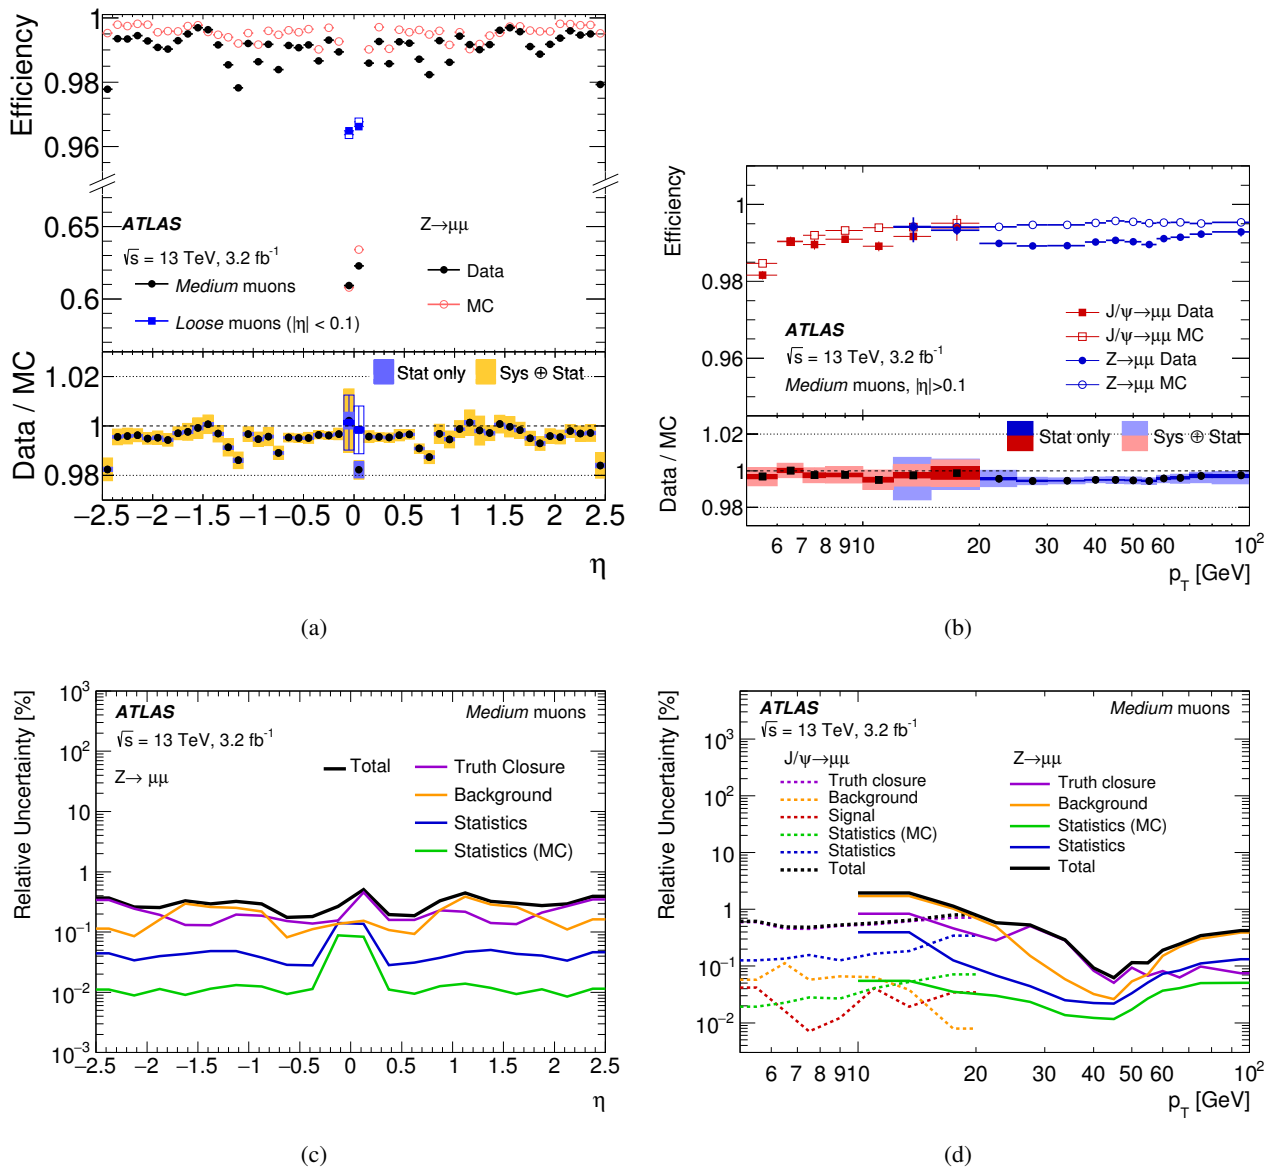 Efficiency
1
0.98
0.96
0.65
0.6
ATLAS
√s = 13 TeV, 3.2 fb⁻¹
Medium muons
Loose muons (|η| < 0.1)
Z→μμ
Data
MC
Data / MC
1.02
1
0.98
Stat only
Sys ⊕ Stat
−2.5 −2 −1.5 −1 −0.5 0 0.5 1 1.5 2 2.5
η
(a)
Efficiency
1
0.98
0.96
ATLAS
√s = 13 TeV, 3.2 fb⁻¹
Medium muons, |η|>0.1
J/ψ→μμ Data
J/ψ→μμ MC
Z→μμ Data
Z→μμ MC
Data / MC
1.02
1
0.98
Stat only
Sys ⊕ Stat
6 7 8 9 10 20 30 40 50 60 10²
p_T [GeV]
(b)
Relative Uncertainty [%]
10³
10²
10
1
10⁻¹
10⁻²
10⁻³
ATLAS
√s = 13 TeV, 3.2 fb⁻¹
Z→ μμ
Medium muons
Total
Truth Closure
Background
Statistics
Statistics (MC)
−2.5 −2 −1.5 −1 −0.5 0 0.5 1 1.5 2 2.5
η
(c)
Relative Uncertainty [%]
10³
10²
10
1
10⁻¹
10⁻²
ATLAS
√s = 13 TeV, 3.2 fb⁻¹
Medium muons
J/ψ→μμ
Truth closure
Background
Signal
Statistics (MC)
Statistics
Total
Z→μμ
Truth closure
Background
Statistics (MC)
Statistics
Total
6 7 8 9 10 20 30 40 50 60 10²
p_T [GeV]
(d)